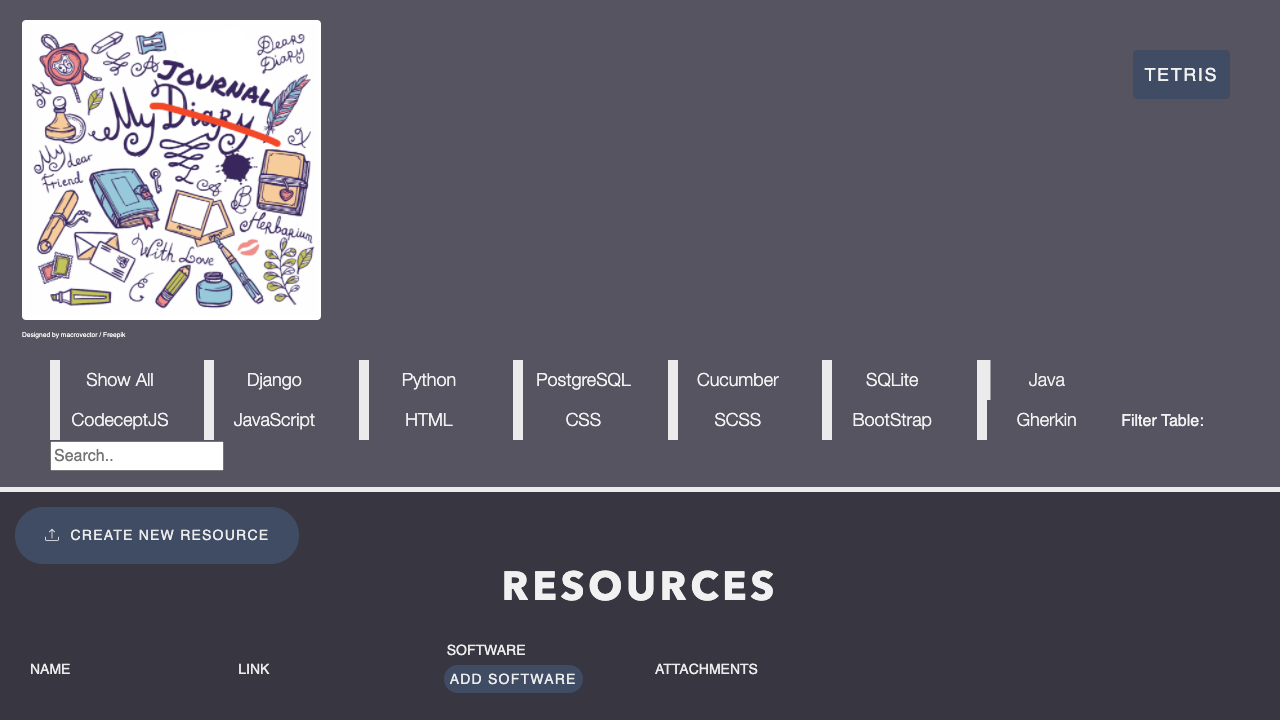 Dear
Diary
JOURNAL
My Diary
A
My dear
Friend
A
B
Herbarium
With Love
Designed by macrovector / Freepik
TETRIS
Show All Django Python PostgreSQL Cucumber SQLite Java
CodeceptJS JavaScript HTML CSS SCSS BootStrap Gherkin Filter Table:
Search..
CREATE NEW RESOURCE
RESOURCES
NAME LINK SOFTWARE ATTACHMENTS
ADD SOFTWARE